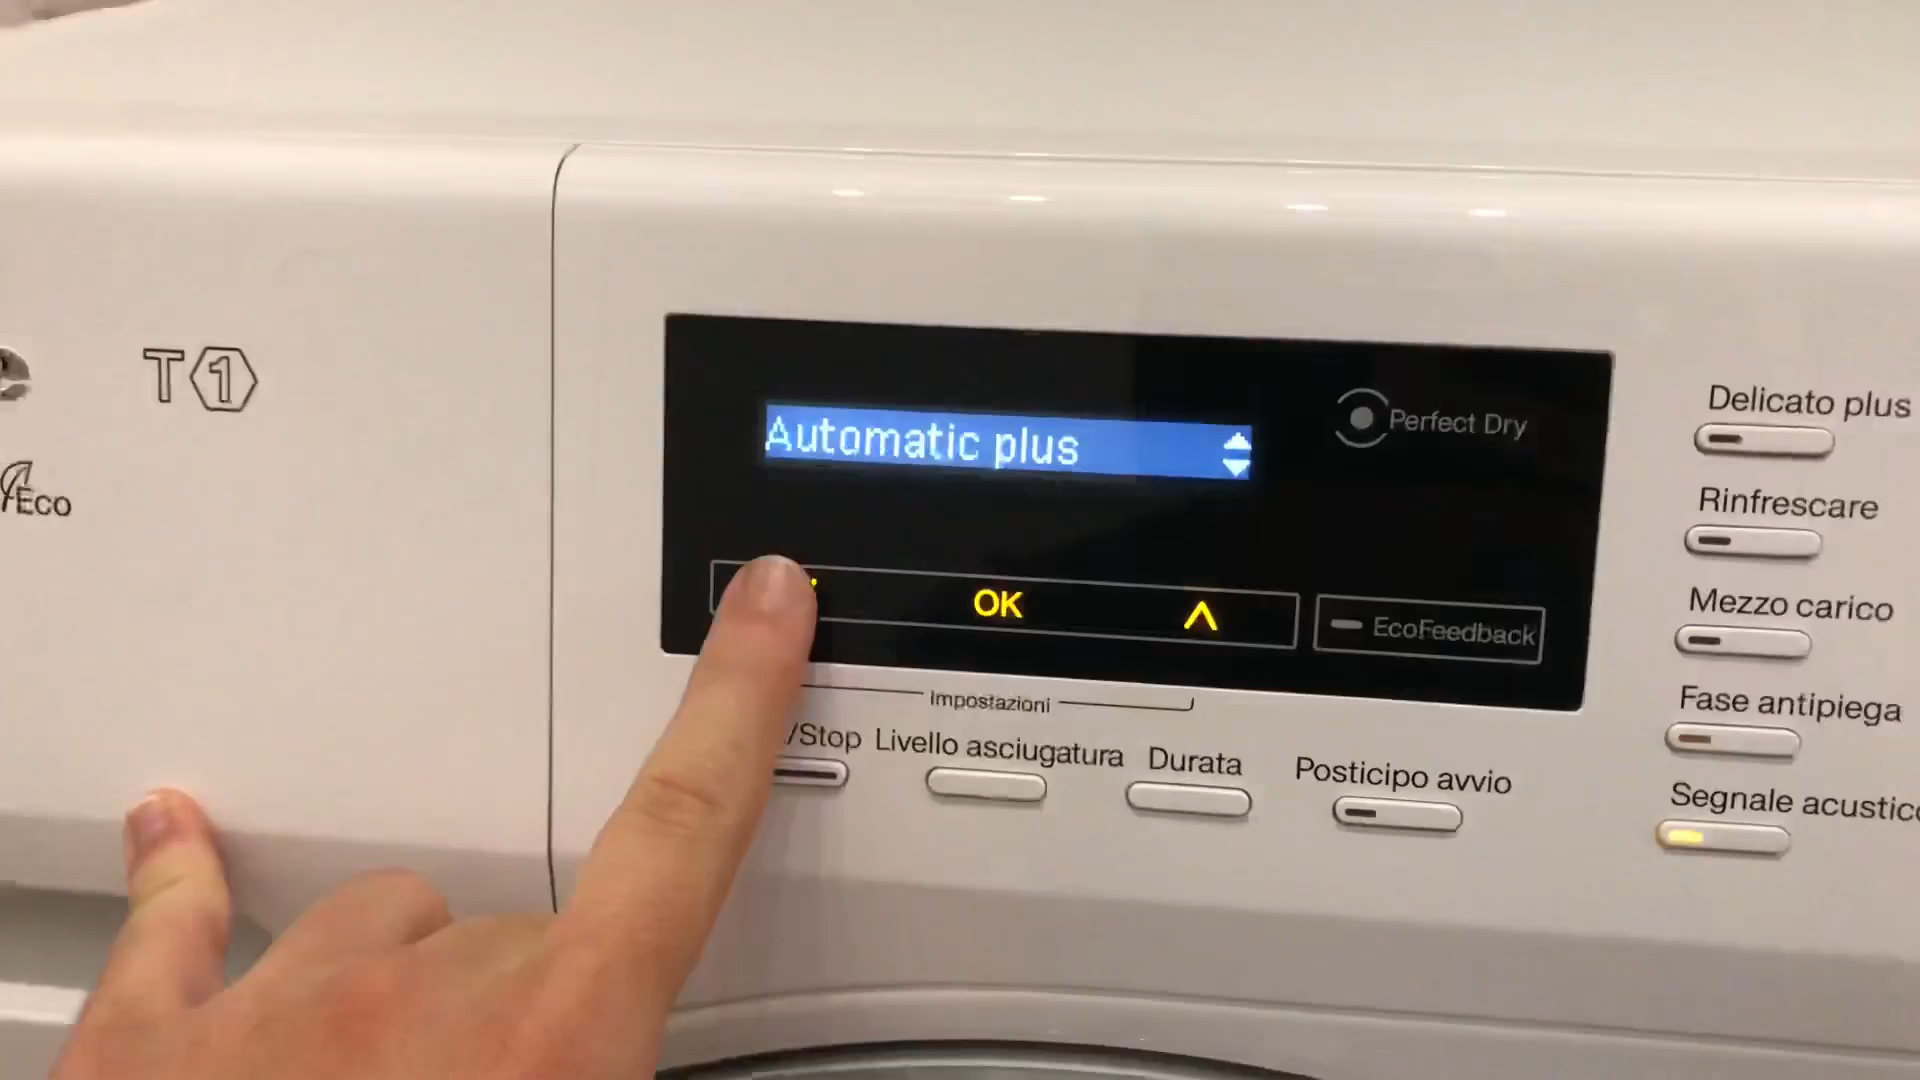 T1
Eco
Automatic plus
Perfect Dry
OK
EcoFeedback
Impostazioni
/Stop
Livello asciugatura
Durata
Posticipo avvio
Delicato plus
Rinfrescare
Mezzo carico
Fase antipiega
Segnale acustico